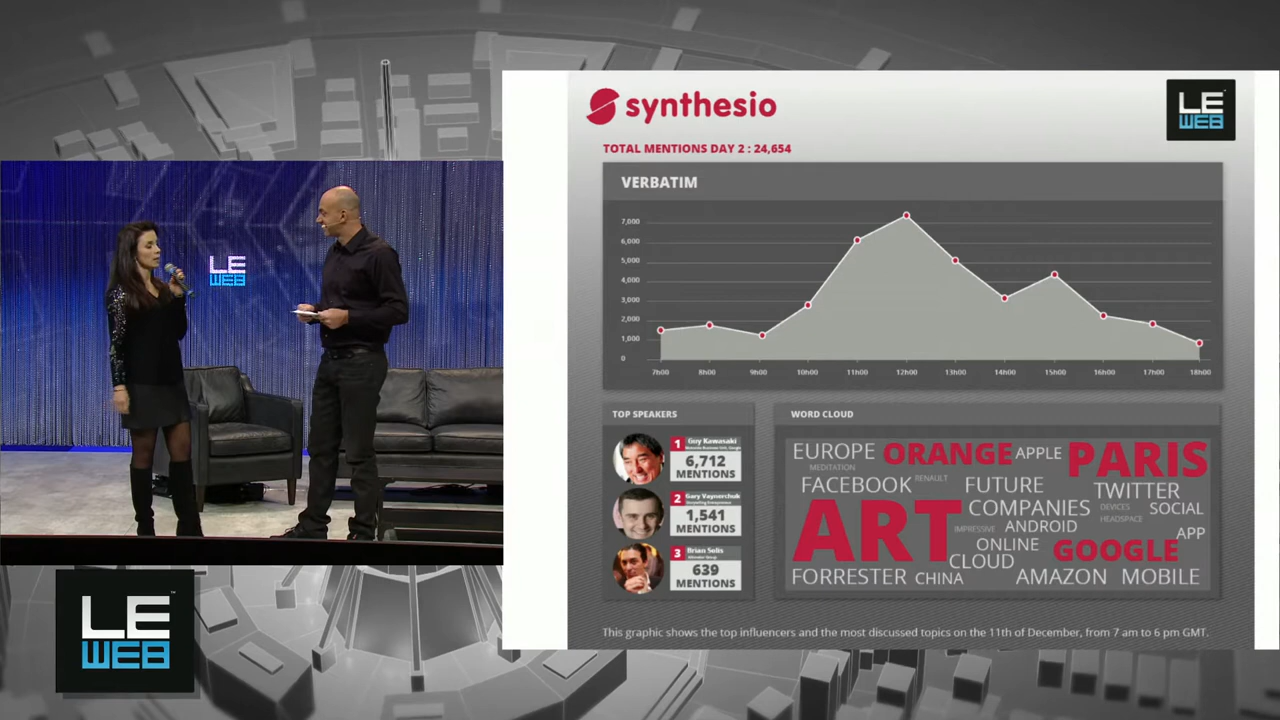 synthesio
LE
WEB
TOTAL MENTIONS DAY 2 : 24,654
VERBATIM
7,000
6,000
5,000
4,000
3,000
2,000
1,000
0
7h00 8h00 9h00 10h00 11h00 12h00 13h00 14h00 15h00 16h00 17h00 18h00
TOP SPEAKERS
1 Guy Kawasaki
6,712
MENTIONS
2 Gary Vaynerchuk
1,541
MENTIONS
3 Brian Solis
639
MENTIONS
WORD CLOUD
EUROPE ORANGE APPLE PARIS
MEDITATION
FACEBOOK RENAULT FUTURE TWITTER
ART COMPANIES DEVICES SOCIAL
IMPRESSIVE ANDROID HEADSPACE APP
ONLINE GOOGLE
CLOUD
FORRESTER CHINA AMAZON MOBILE
This graphic shows the top influencers and the most discussed topics on the 11th of December, from 7 am to 6 pm GMT.
LE
WEB
LE
WEB